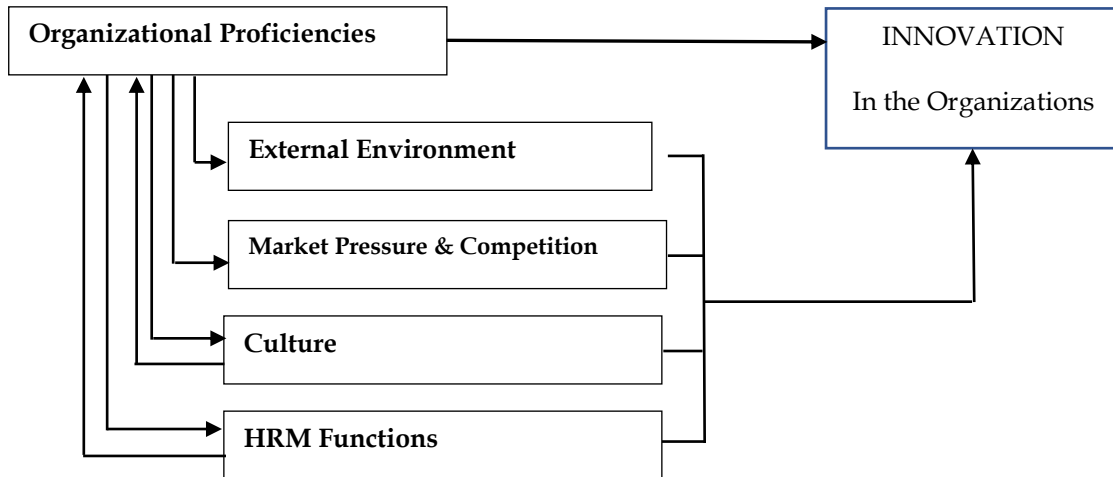 Organizational Proficiencies
INNOVATION
In the Organizations
External Environment
Market Pressure & Competition
Culture
HRM Functions